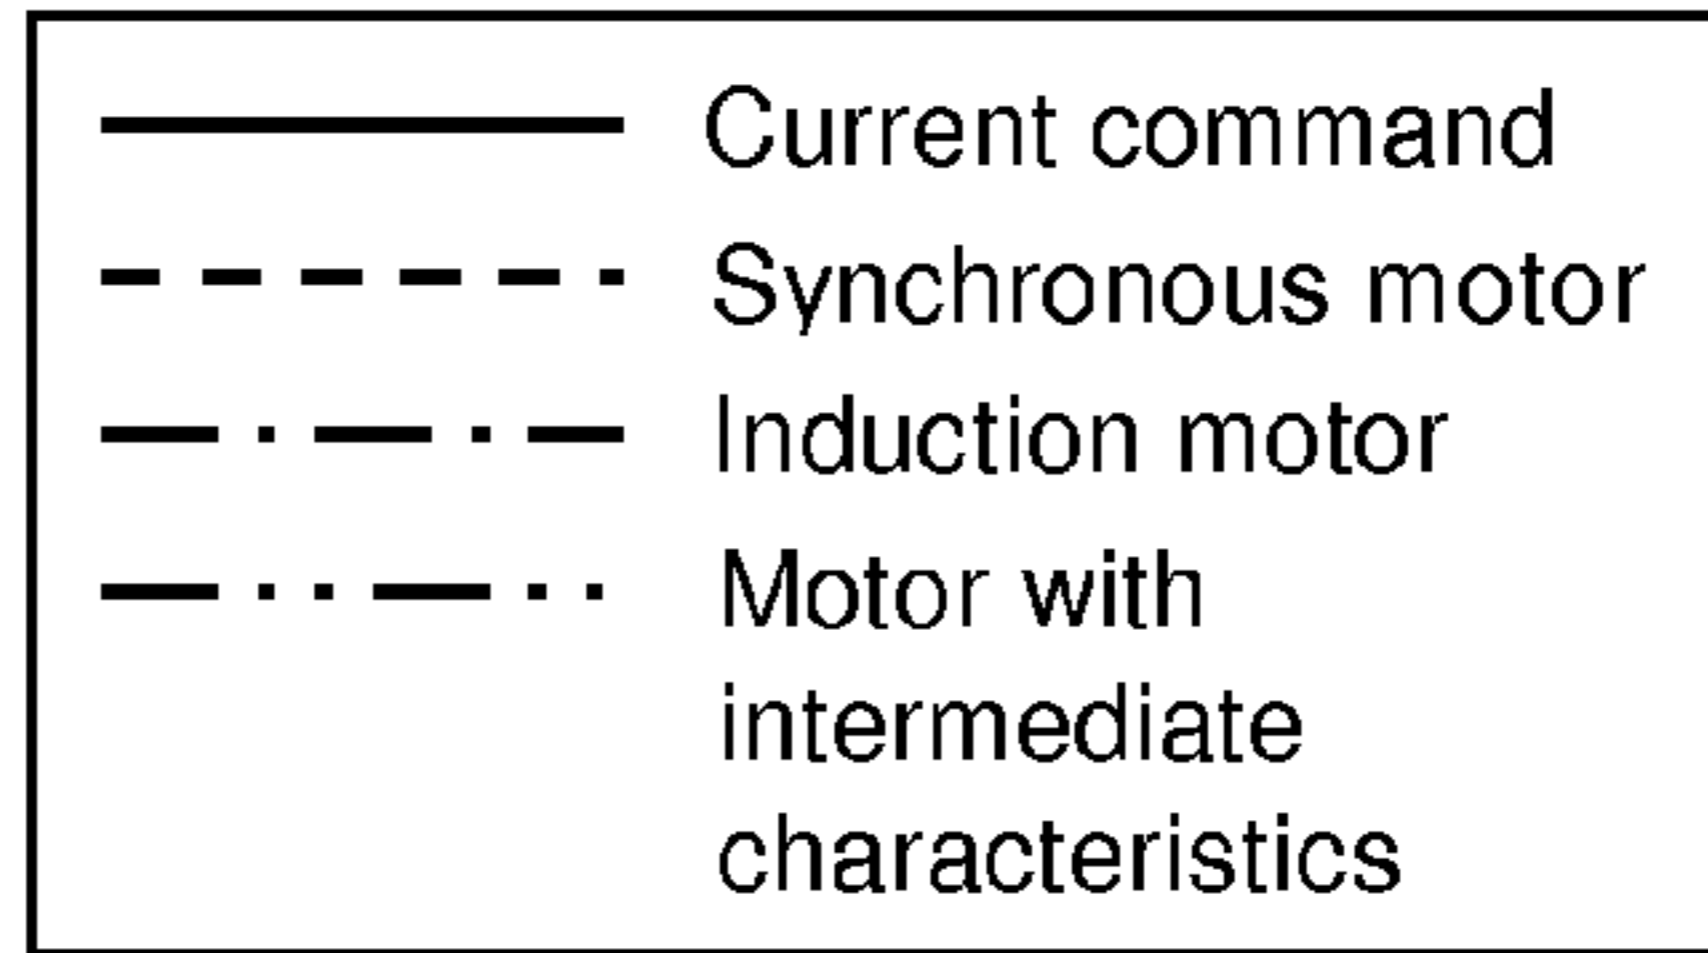 Current command
Synchronous motor
Induction motor
Motor with
intermediate
characteristics